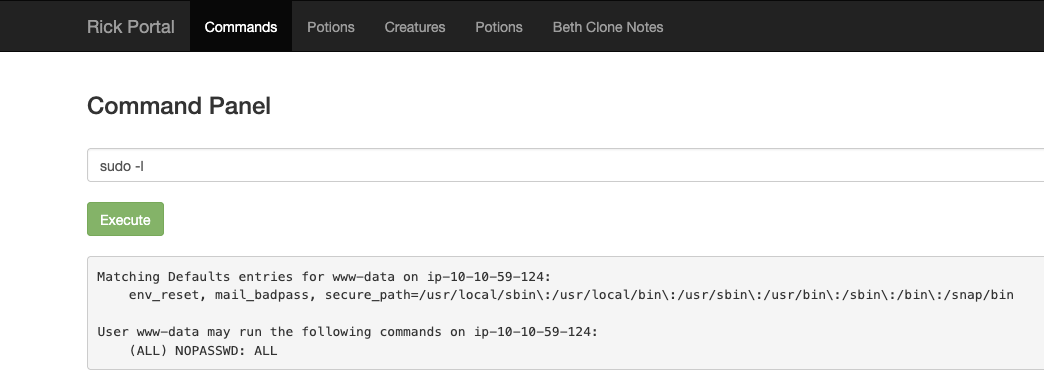 Rick Portal Commands Potions Creatures Potions Beth Clone Notes
Command Panel
sudo -l
Execute
Matching Defaults entries for www-data on ip-10-10-59-124:
    env_reset, mail_badpass, secure_path=/usr/local/sbin\:/usr/local/bin\:/usr/sbin\:/usr/bin\:/sbin\:/bin\:/snap/bin
User www-data may run the following commands on ip-10-10-59-124:
    (ALL) NOPASSWD: ALL